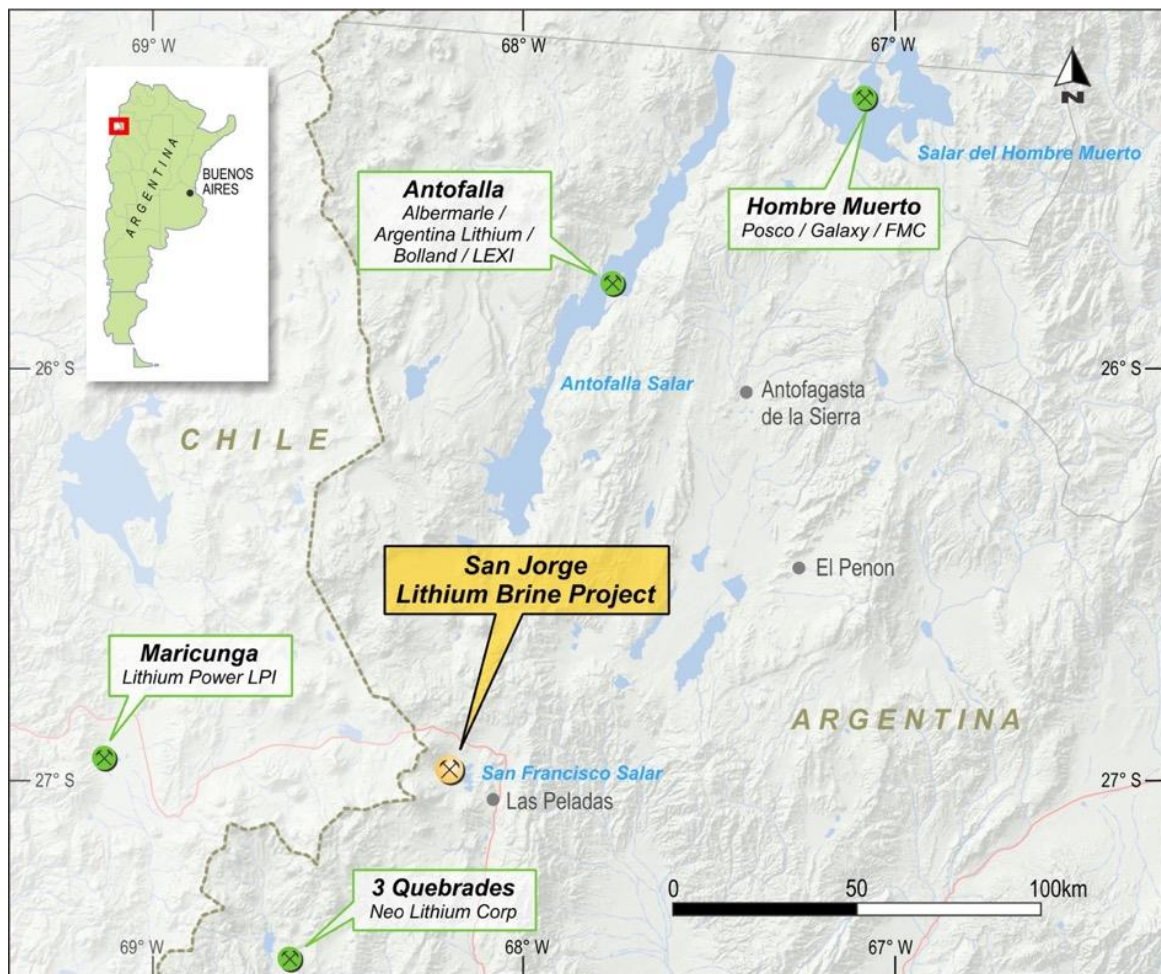 69° W
68° W
67° W
N
ARGENTINA
BUENOS
AIRES
Antofalla
Albermarle /
Argentina Lithium /
Bolland / LEXI
Hombre Muerto
Posco / Galaxy / FMC
Salar del Hombre Muerto
26° S
26° S
Antofalla Salar
Antofagasta
de la Sierra
CHILE
San Jorge
Lithium Brine Project
El Penon
Maricunga
Lithium Power LPI
ARGENTINA
27° S
San Francisco Salar
27° S
Las Peladas
3 Quebrades
Neo Lithium Corp
0 50 100km
69° W
68° W
67° W